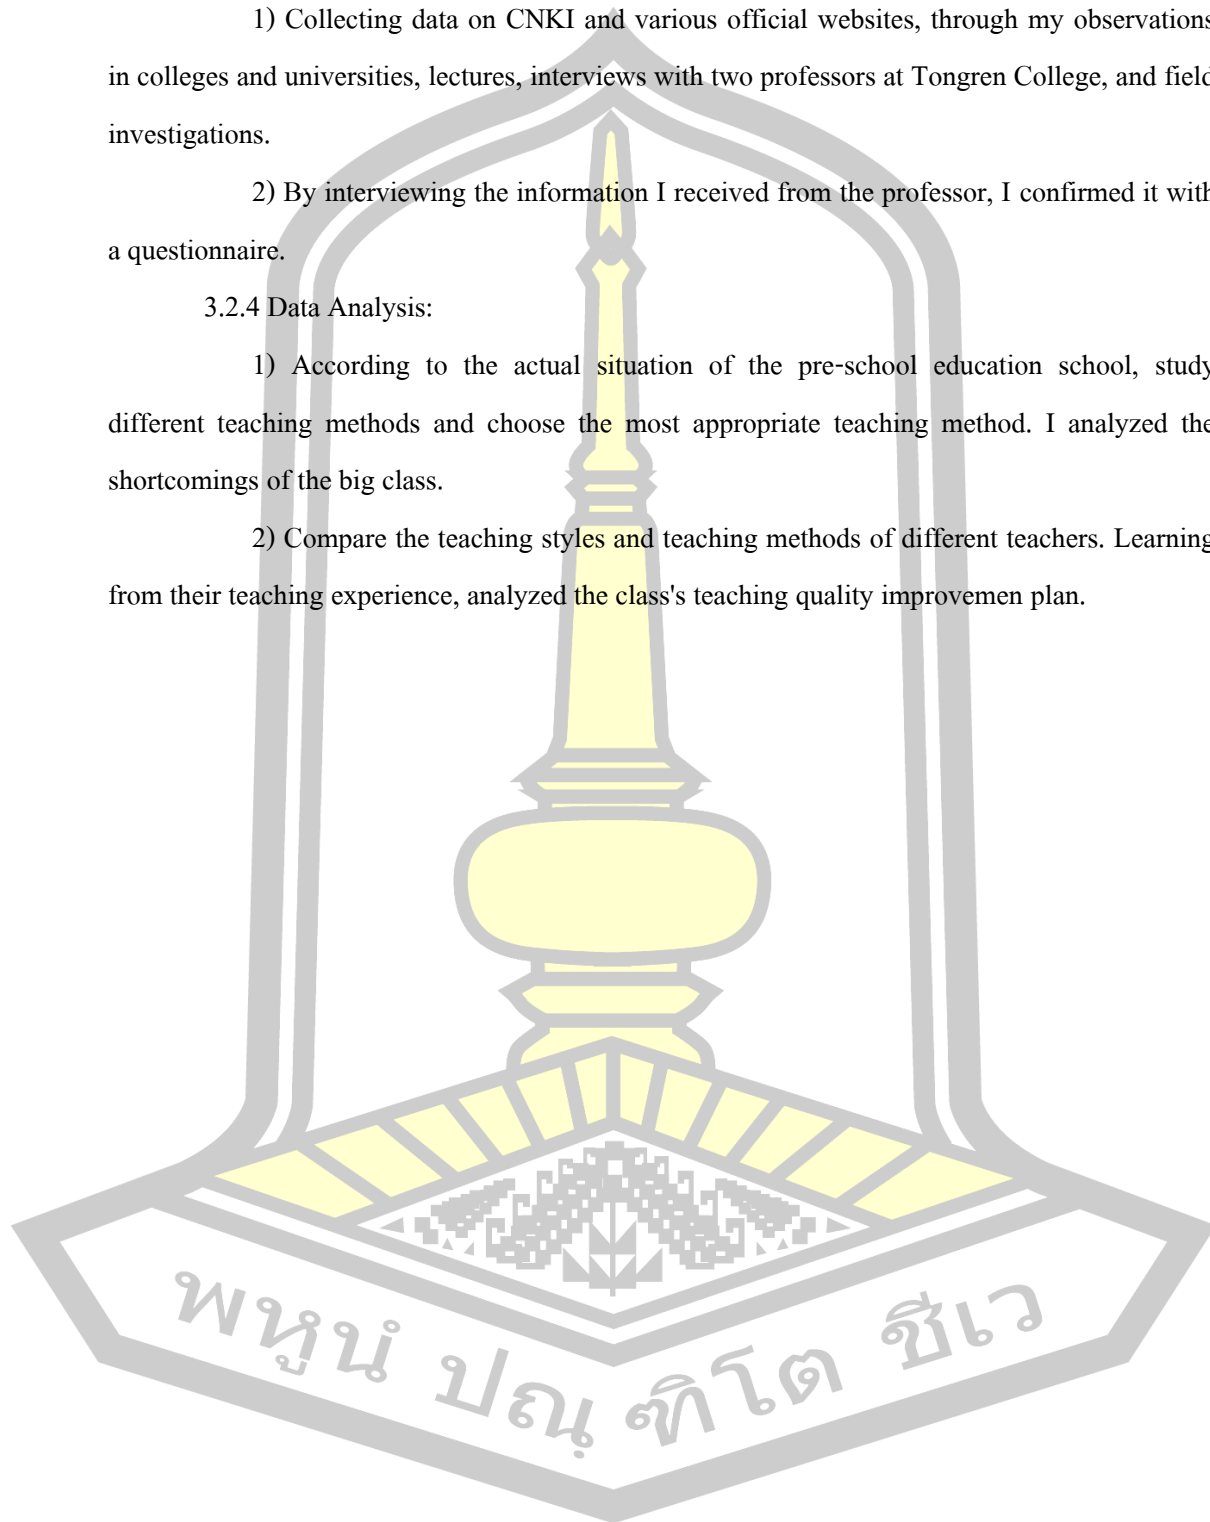 1) Collecting data on CNKI and various official websites, through my observations
in colleges and universities, lectures, interviews with two professors at Tongren College, and field
investigations.
2) By interviewing the information I received from the professor, I confirmed it with
a questionnaire.
3.2.4 Data Analysis:
1) According to the actual situation of the pre-school education school, study
different teaching methods and choose the most appropriate teaching method. I analyzed the
shortcomings of the big class.
2) Compare the teaching styles and teaching methods of different teachers. Learning
from their teaching experience, analyzed the class's teaching quality improvemen plan.
พหูนํ ปณฺ ฑิโต ชีเว